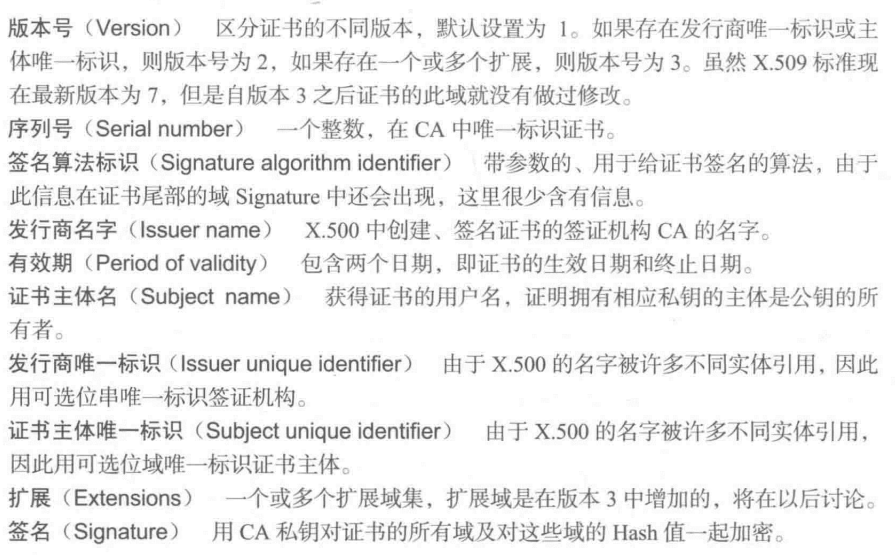 版本号（Version） 区分证书的不同版本，默认设置为 1。如果存在发行商唯一标识或主
体唯一标识，则版本号为 2，如果存在一个或多个扩展，则版本号为 3。虽然 X.509 标准现
在最新版本为 7，但是自版本 3 之后证书的此域就没有做过修改。
序列号（Serial number） 一个整数，在 CA 中唯一标识证书。
签名算法标识（Signature algorithm identifier） 带参数的、用于给证书签名的算法，由于
此信息在证书尾部的域 Signature 中还会出现，这里很少含有信息。
发行商名字（Issuer name） X.500 中创建、签名证书的签证机构 CA 的名字。
有效期（Period of validity） 包含两个日期，即证书的生效日期和终止日期。
证书主体名（Subject name） 获得证书的用户名，证明拥有相应私钥的主体是公钥的所
有者。
发行商唯一标识（Issuer unique identifier） 由于 X.500 的名字被许多不同实体引用，因此
用可选位串唯一标识签证机构。
证书主体唯一标识（Subject unique identifier） 由于 X.500 的名字被许多不同实体引用，
因此用可选位域唯一标识证书主体。
扩展（Extensions） 一个或多个扩展域集，扩展域是在版本 3 中增加的，将在以后讨论。
签名（Signature） 用 CA 私钥对证书的所有域及对这些域的 Hash 值一起加密。